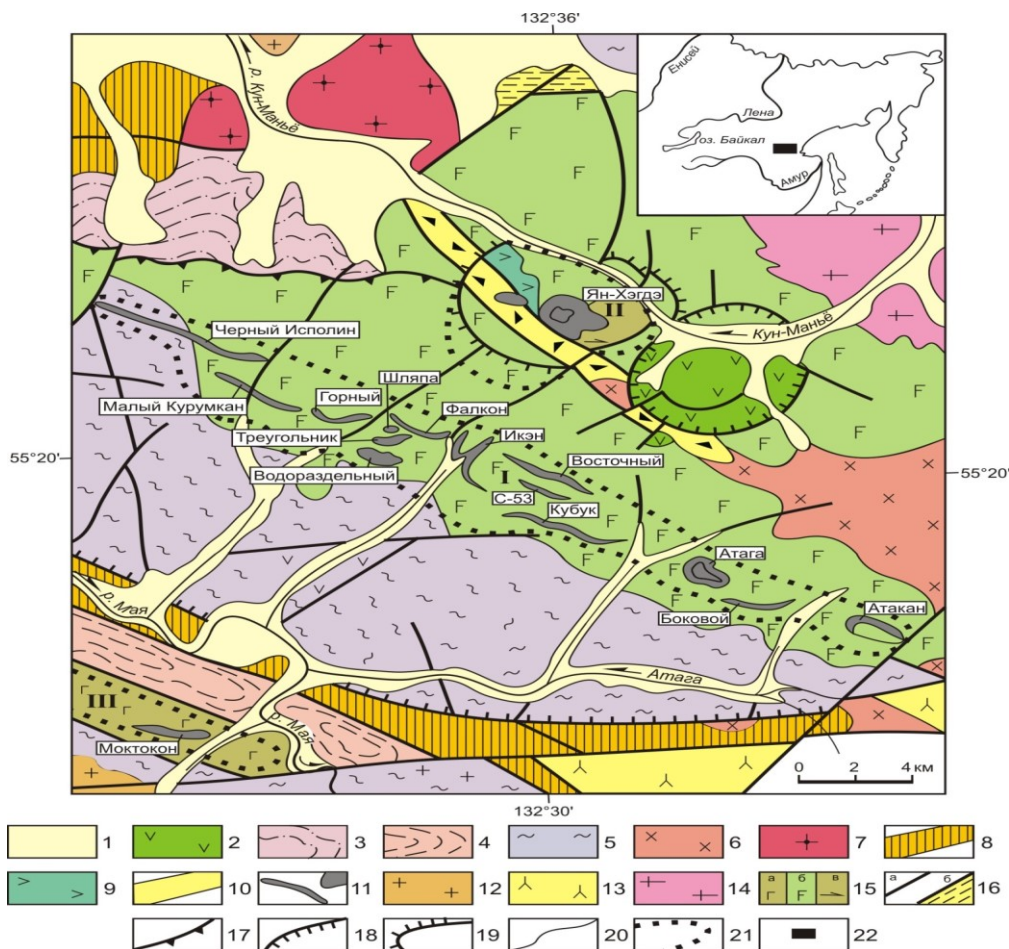 132°36'
р. Кун-Маньё
Енисей
Лена
оз. Байкал
Амур
Ян-Хэгдэ
II
Кун-Маньё
Черный Исполин
Шляпа
Горный
Малый Курумкан
Фалкон
Треугольник
Икэн
Восточный
55°20'
55°20'
Водораздельный
I
С-53
Кубук
Атага
Боковой
Атакан
р. Мая
Атага
III
р. Мая
Моктокон
0 2 4 км
132°30'
1 2 3 4 5 6 7 8
9 10 11 12 13 14 а б в 15 а б 16
17 18 19 20 21 22